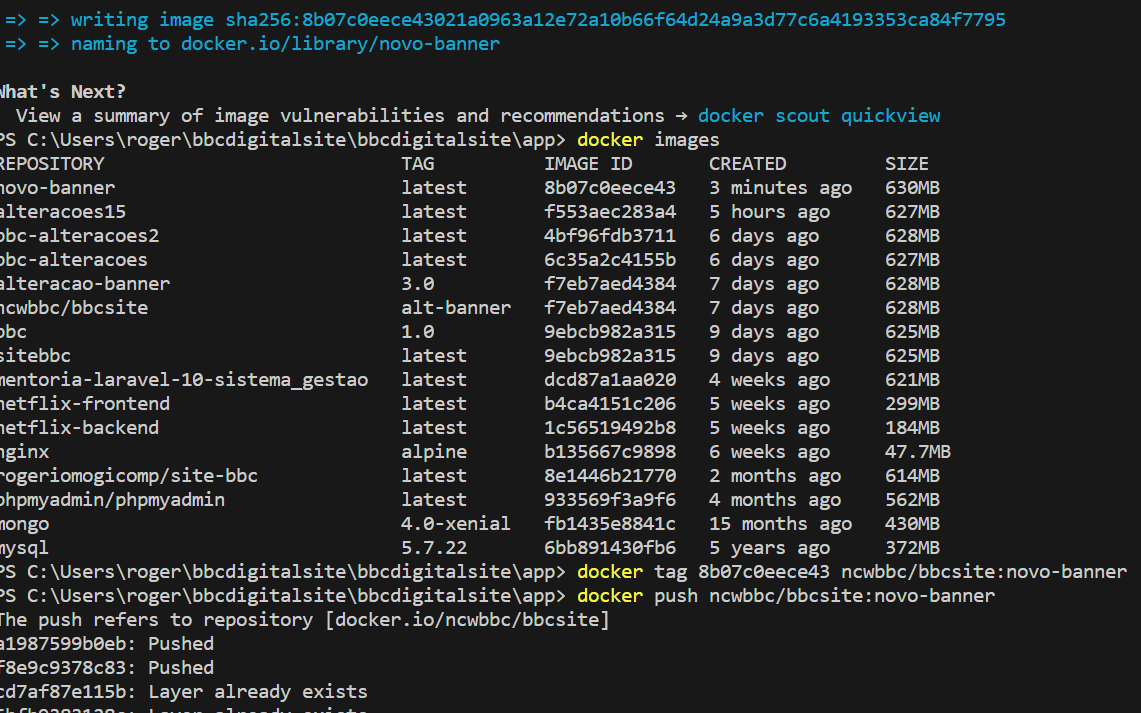 => => writing image sha256:8b07c0eece43021a0963a12e72a10b66f64d24a9a3d77c6a4193353ca84f7795
=> => naming to docker.io/library/novo-banner
What's Next?
View a summary of image vulnerabilities and recommendations → docker scout quickview
PS C:\Users\roger\bbcdigitalsite\bbcdigitalsite\app> docker images
REPOSITORY TAG IMAGE ID CREATED SIZE
novo-banner latest 8b07c0eece43 3 minutes ago 630MB
alteracoes15 latest f553aec283a4 5 hours ago 627MB
bbc-alteracoes2 latest 4bf96fdb3711 6 days ago 628MB
bbc-alteracoes latest 6c35a2c4155b 6 days ago 627MB
alteracao-banner 3.0 f7eb7aed4384 7 days ago 628MB
ncwbbc/bbcsite alt-banner f7eb7aed4384 7 days ago 628MB
bbc 1.0 9ebcb982a315 9 days ago 625MB
sitebbc latest 9ebcb982a315 9 days ago 625MB
mentoria-laravel-10-sistema_gestao latest dcd87a1aa020 4 weeks ago 621MB
netflix-frontend latest b4ca4151c206 5 weeks ago 299MB
netflix-backend latest 1c56519492b8 5 weeks ago 184MB
nginx alpine b135667c9898 6 weeks ago 47.7MB
rogeriomogicomp/site-bbc latest 8e1446b21770 2 months ago 614MB
phpmyadmin/phpmyadmin latest 933569f3a9f6 4 months ago 562MB
mongo 4.0-xenial fb1435e8841c 15 months ago 430MB
mysql 5.7.22 6bb891430fb6 5 years ago 372MB
PS C:\Users\roger\bbcdigitalsite\bbcdigitalsite\app> docker tag 8b07c0eece43 ncwbbc/bbcsite:novo-banner
PS C:\Users\roger\bbcdigitalsite\bbcdigitalsite\app> docker push ncwbbc/bbcsite:novo-banner
The push refers to repository [docker.io/ncwbbc/bbcsite]
a1987599b0eb: Pushed
f8e9c9378c83: Pushed
cd7af87e115b: Layer already exists